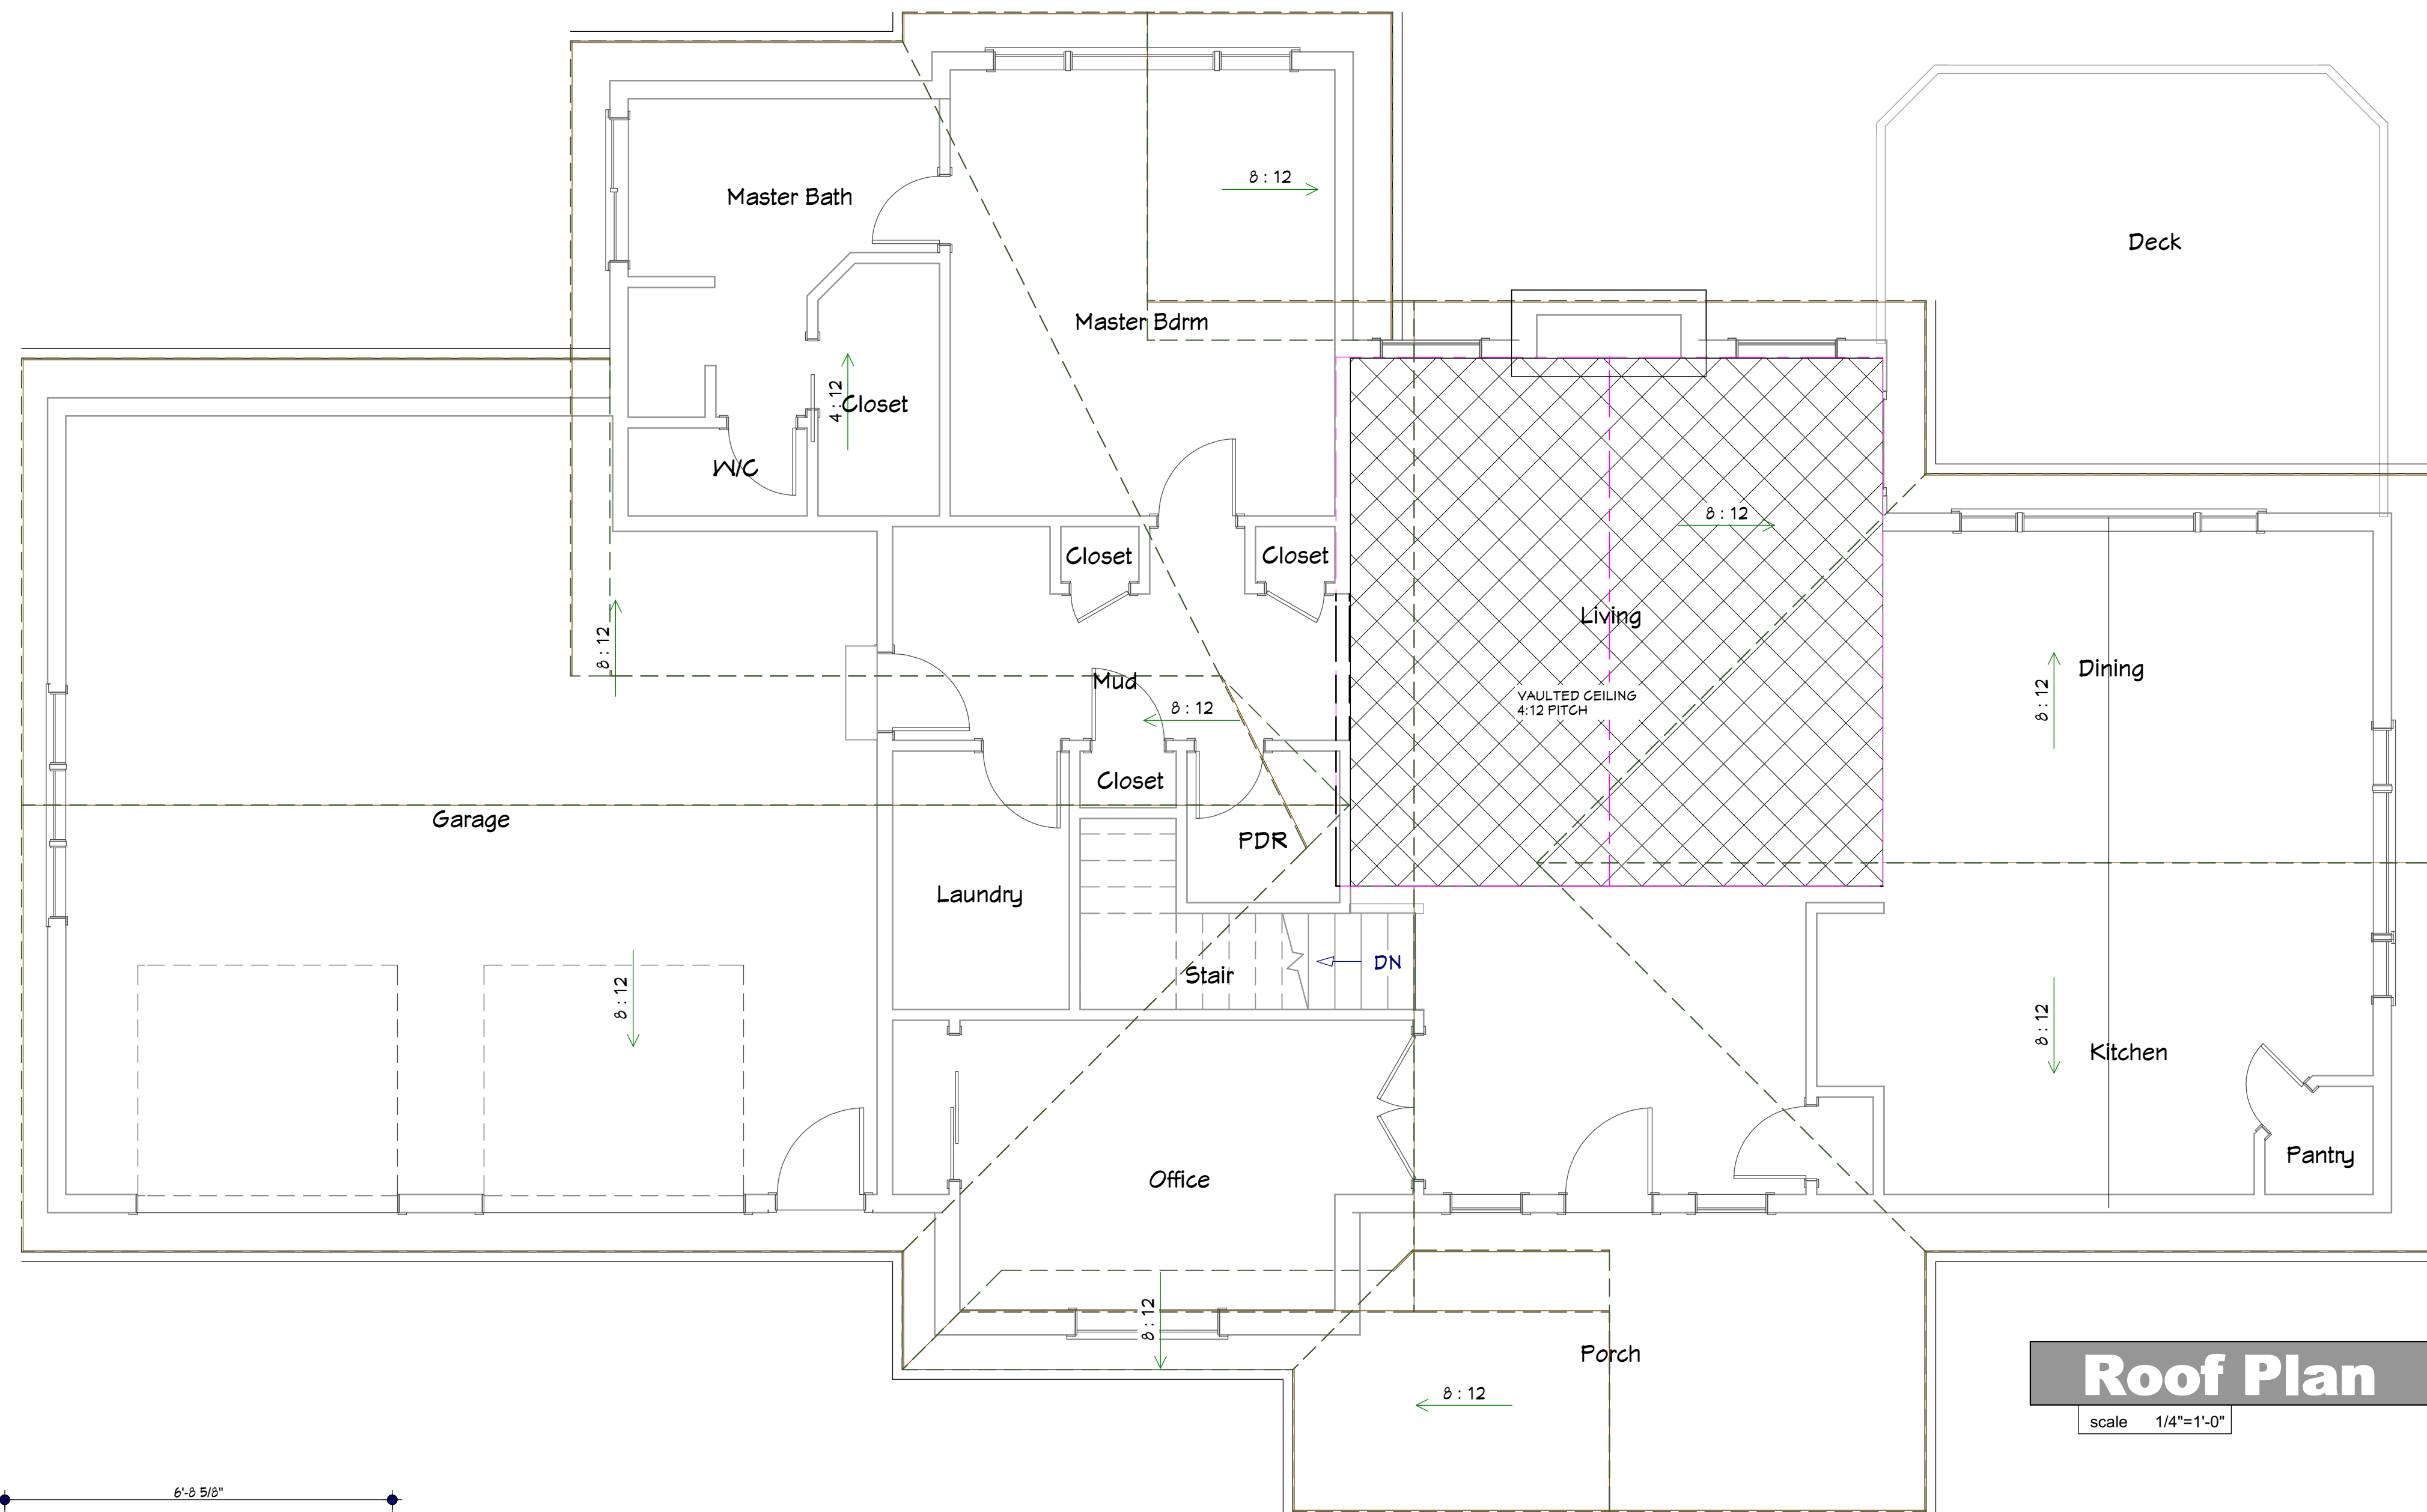 8 : 12
Master Bath
Deck
Master Bdrm
4 : 12
Closet
W/C
8 : 12
Closet
Closet
Living
8 : 12
Mud
8 : 12
VAULTED CEILING
4:12 PITCH
8 : 12
Dining
Closet
Garage
PDR
Laundry
Stair
DN
8 : 12
8 : 12
Kitchen
Office
Pantry
8 : 12
Porch
8 : 12
Roof Plan
scale 1/4"=1'-0"
6'-8 5/8"